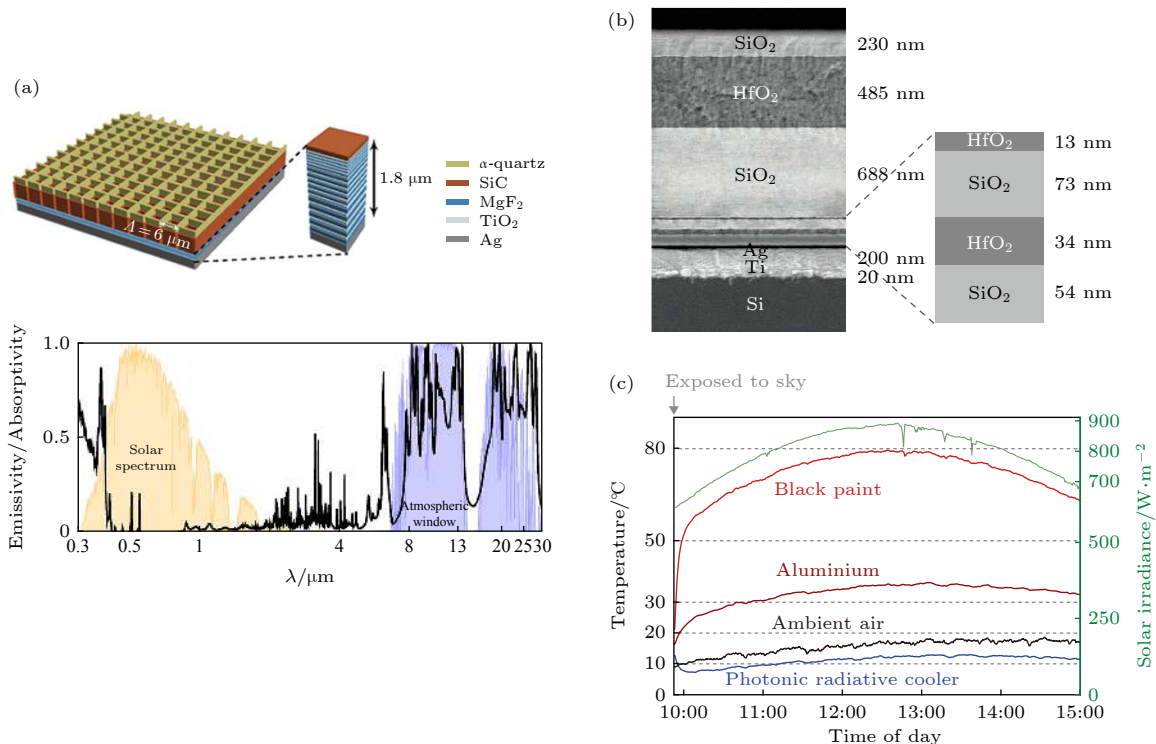 (a)
Λ = 6 μm
1.8 μm
α-quartz
SiC
MgF₂
TiO₂
Ag
Emissivity/Absorptivity
1.0
0.5
0
Solar
spectrum
Atmospheric
window
0.3 0.5 1 4 8 13 20 25 30
λ/μm
(b)
SiO₂ 230 nm
HfO₂ 485 nm
SiO₂ 688 nm
Ag 200 nm
Ti 20 nm
Si
HfO₂ 13 nm
SiO₂ 73 nm
HfO₂ 34 nm
SiO₂ 54 nm
(c)
Exposed to sky
Temperature/℃
80
50
30
20
10
0
Black paint
Aluminium
Ambient air
Photonic radiative cooler
900
800
600
250
0
Solar irradiance/W·m⁻²
10:00 11:00 12:00 13:00 14:00 15:00
Time of day